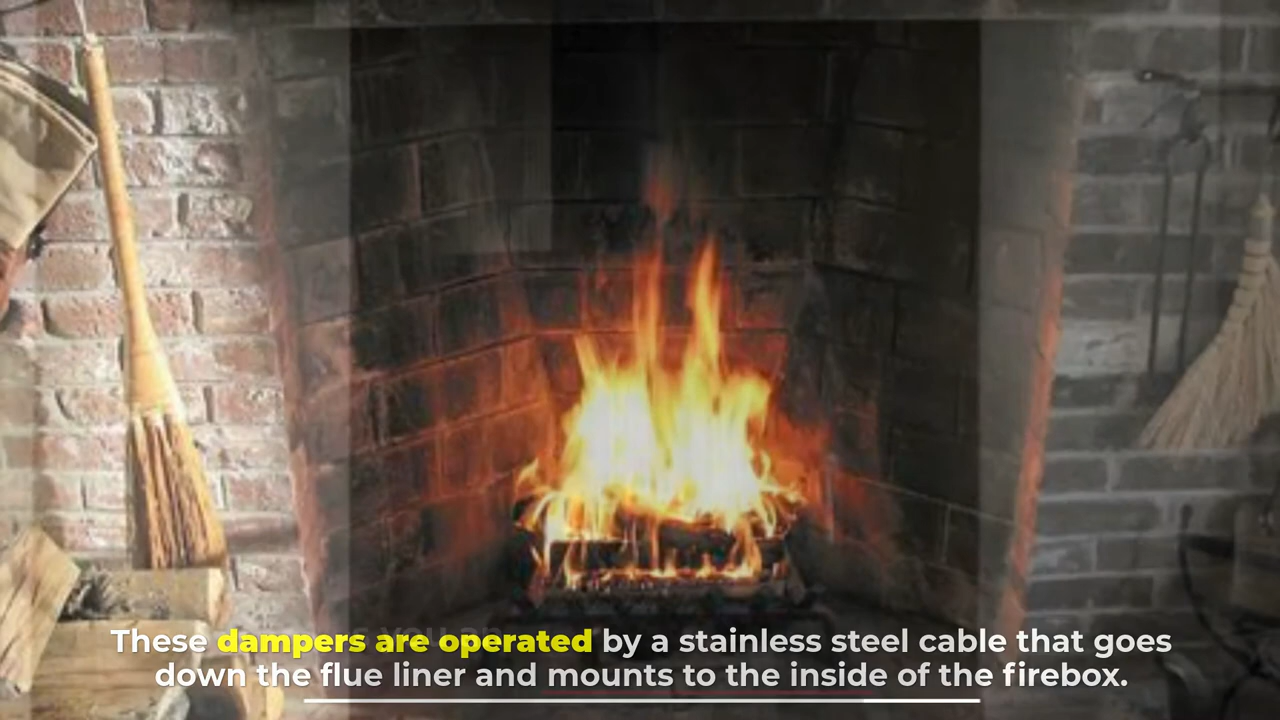 These dampers are operated by a stainless steel cable that goes
down the flue liner and mounts to the inside of the firebox.